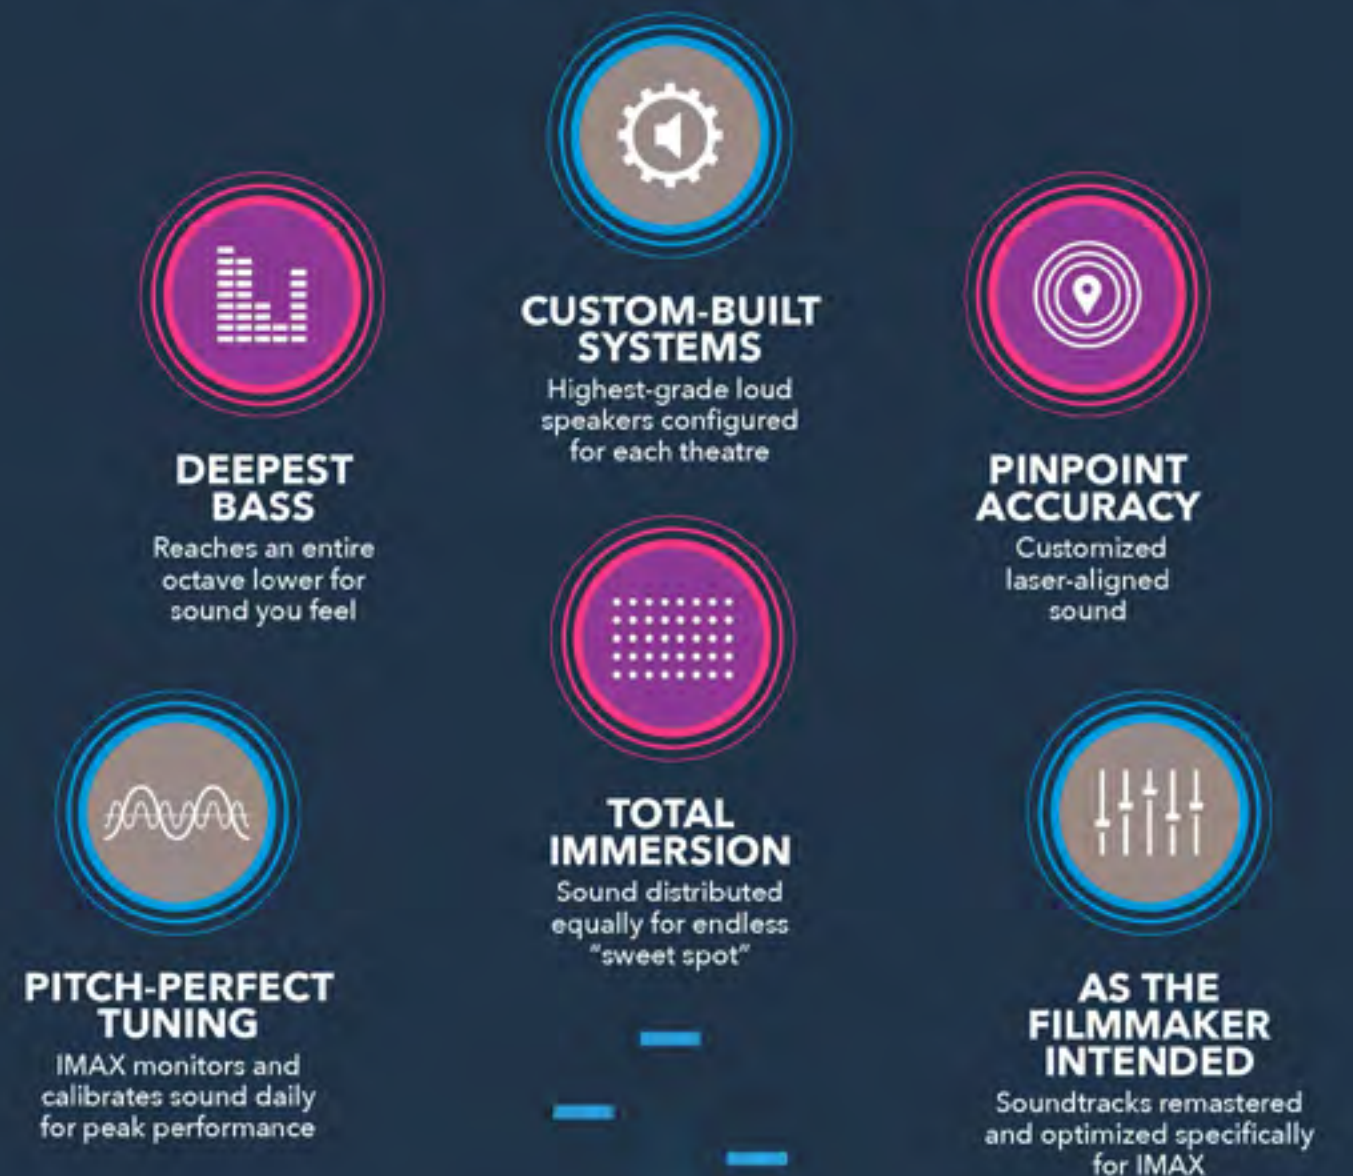 CUSTOM-BUILT
SYSTEMS
Highest-grade loud
speakers configured
for each theatre
DEEPEST
BASS
Reaches an entire
octave lower for
sound you feel
PINPOINT
ACCURACY
Customized
laser-aligned
sound
TOTAL
IMMERSION
Sound distributed
equally for endless
"sweet spot"
PITCH-PERFECT
TUNING
IMAX monitors and
calibrates sound daily
for peak performance
AS THE
FILMMAKER
INTENDED
Soundtracks remastered
and optimized specifically
for IMAX